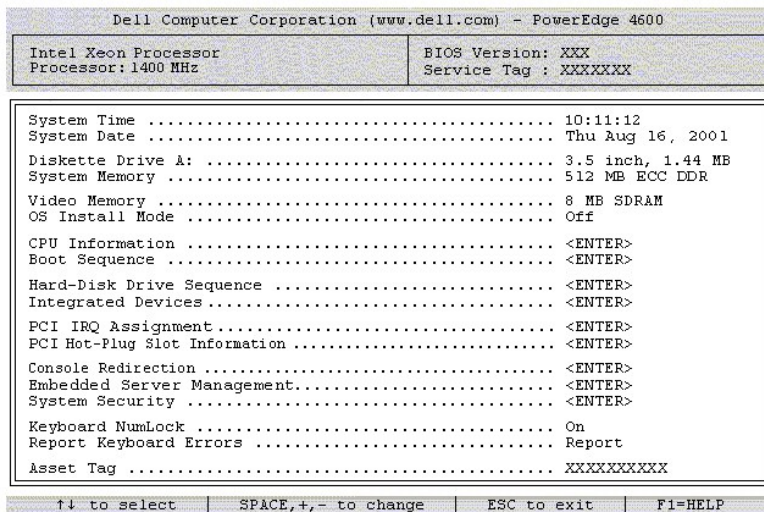 Dell Computer Corporation (www.dell.com) - PowerEdge 4600
Intel Xeon Processor
Processor: 1400 MHz
BIOS Version: XXX
Service Tag : XXXXXXX
System Time ......................................... 10:11:12
System Date ......................................... Thu Aug 16, 2001
Diskette Drive A: ................................... 3.5 inch, 1.44 MB
System Memory ....................................... 512 MB ECC DDR
Video Memory ........................................ 8 MB SDRAM
OS Install Mode ..................................... Off
CPU Information ..................................... <ENTER>
Boot Sequence ....................................... <ENTER>
Hard-Disk Drive Sequence ............................ <ENTER>
Integrated Devices................................... <ENTER>
PCI IRQ Assignment.................................. <ENTER>
PCI Hot-Plug Slot Information ............................ <ENTER>
Console Redirection .................................... <ENTER>
Embedded Server Management.......................... <ENTER>
System Security ..................................... <ENTER>
Keyboard NumLock .................................... On
Report Keyboard Errors .............................. Report
Asset Tag ........................................... XXXXXXXXXX
↑↓ to select | SPACE,+,- to change | ESC to exit | F1=HELP